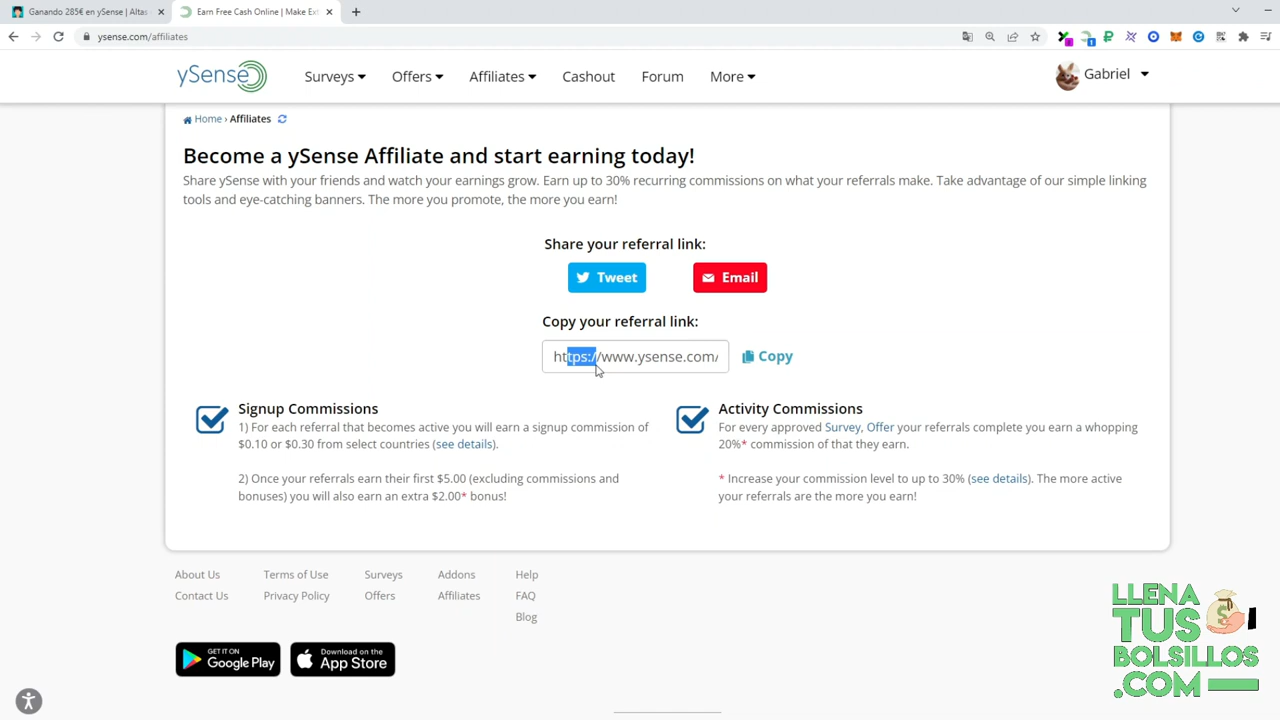 Ganando 285€ en ySense | Altas
Earn Free Cash Online | Make Ex
ysense.com/affiliates
ySense
Surveys
Offers
Affiliates
Cashout
Forum
More
Gabriel
Home › Affiliates
Become a ySense Affiliate and start earning today!
Share ySense with your friends and watch your earnings grow. Earn up to 30% recurring commissions on what your referrals make. Take advantage of our simple linking
tools and eye-catching banners. The more you promote, the more you earn!
Share your referral link:
Tweet
Email
Copy your referral link:
https://www.ysense.com/
Copy
Signup Commissions
1) For each referral that becomes active you will earn a signup commission of
$0.10 or $0.30 from select countries (see details).
2) Once your referrals earn their first $5.00 (excluding commissions and
bonuses) you will also earn an extra $2.00* bonus!
Activity Commissions
For every approved Survey, Offer your referrals complete you earn a whopping
20%* commission of that they earn.
* Increase your commission level to up to 30% (see details). The more active
your referrals are the more you earn!
About Us
Terms of Use
Surveys
Addons
Help
Contact Us
Privacy Policy
Offers
Affiliates
FAQ
Blog
GET IT ON
Google Play
Download on the
App Store
LLENA
TUS
BOLSILLOS
.COM